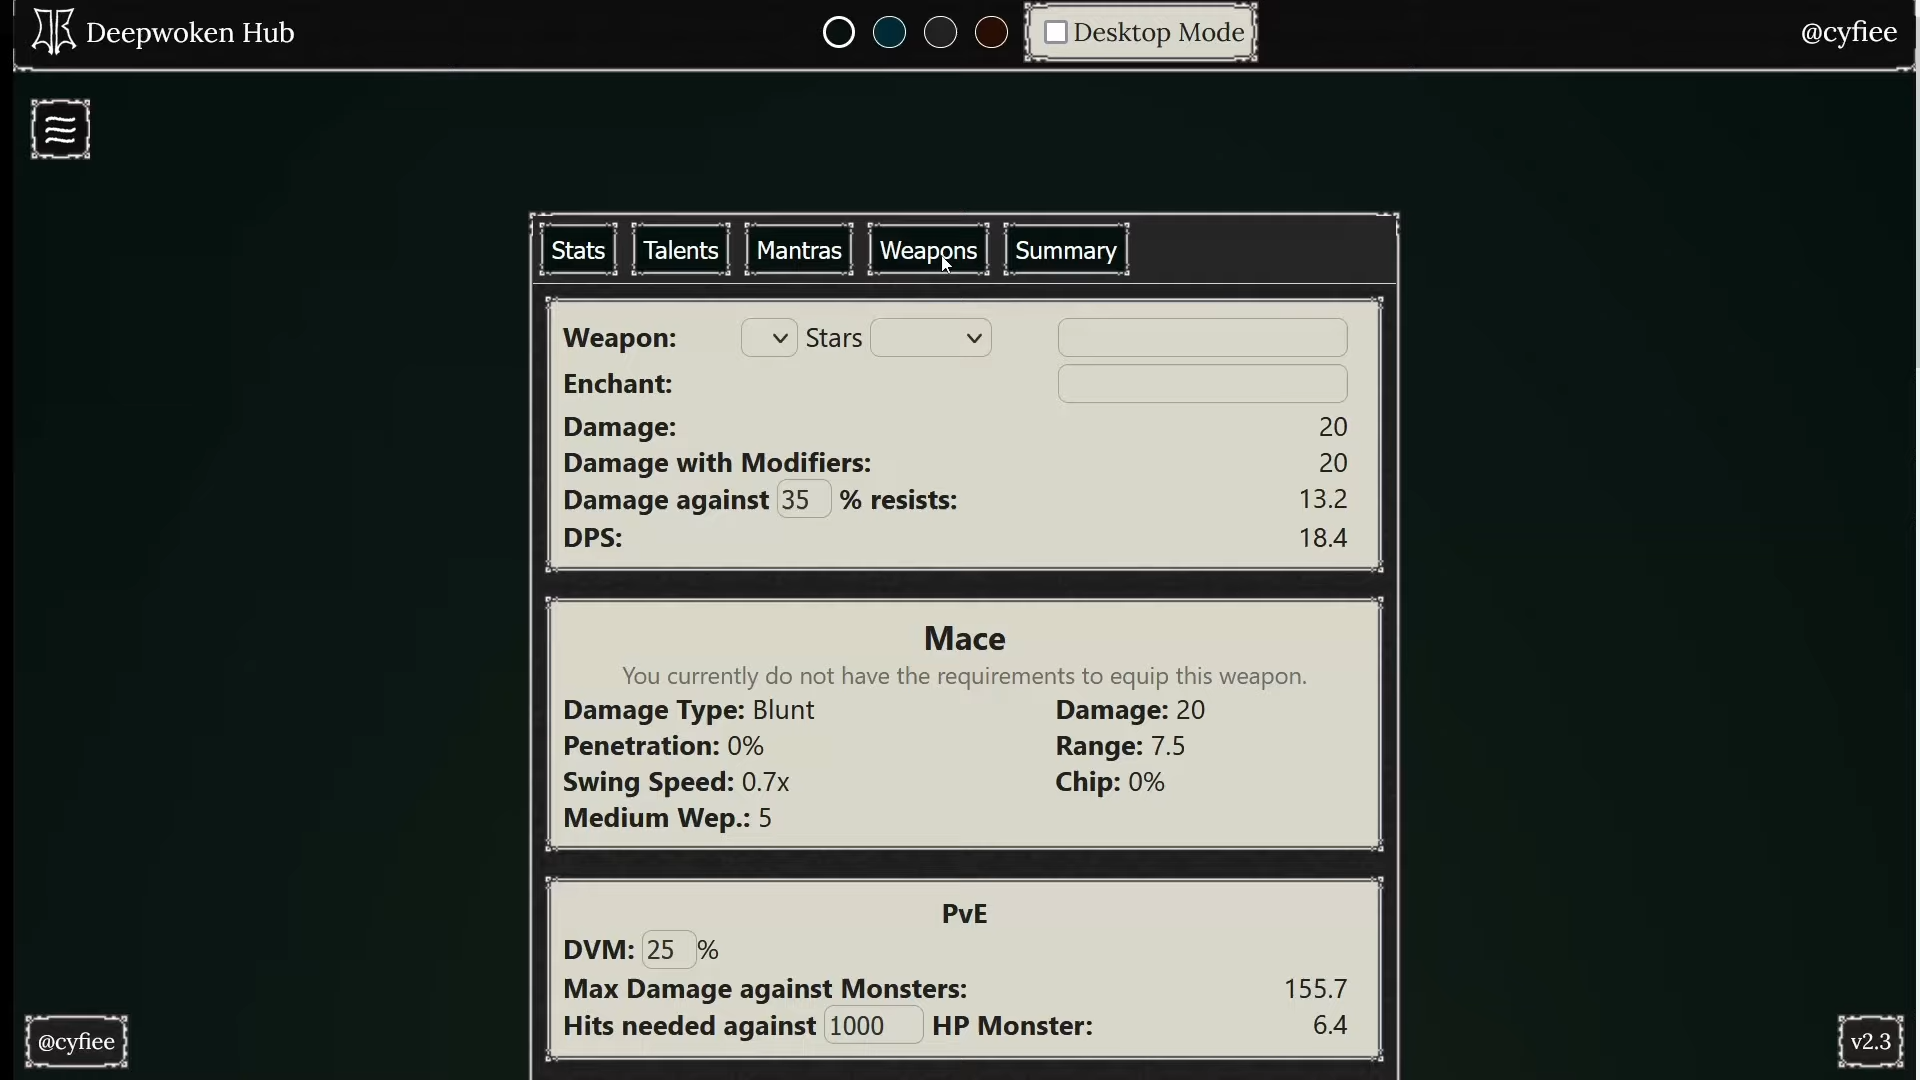 Deepwoken Hub
Desktop Mode
@cyfiee
Stats Talents Mantras Weapons Summary
Weapon: Stars
Enchant:
Damage: 20
Damage with Modifiers: 20
Damage against 35 % resists: 13.2
DPS: 18.4
Mace
You currently do not have the requirements to equip this weapon.
Damage Type: Blunt Damage: 20
Penetration: 0% Range: 7.5
Swing Speed: 0.7x Chip: 0%
Medium Wep.: 5
PvE
DVM: 25 %
Max Damage against Monsters: 155.7
Hits needed against 1000 HP Monster: 6.4
@cyfiee
v2.3